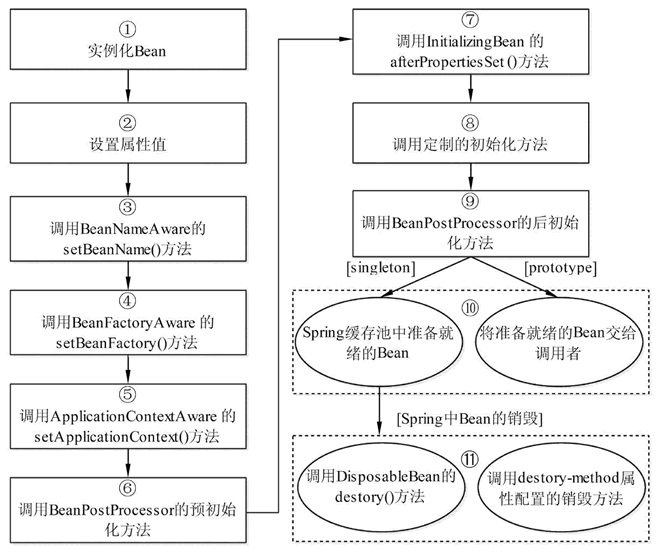 ①
实例化Bean
②
设置属性值
③
调用BeanNameAware的
setBeanName()方法
④
调用BeanFactoryAware 的
setBeanFactory()方法
⑤
调用ApplicationContextAware 的
setApplicationContext()方法
⑥
调用BeanPostProcessor的预初始
化方法
⑦
调用InitializingBean 的
afterPropertiesSet ()方法
⑧
调用定制的初始化方法
⑨
调用BeanPostProcessor的后初始
化方法
[singleton]
[prototype]
⑩
Spring缓存池中准备就
绪的Bean
将准备就绪的Bean交给
调用者
[Spring中Bean的销毁]
⑪
调用DisposableBean的
destory()方法
调用destory-method属
性配置的销毁方法